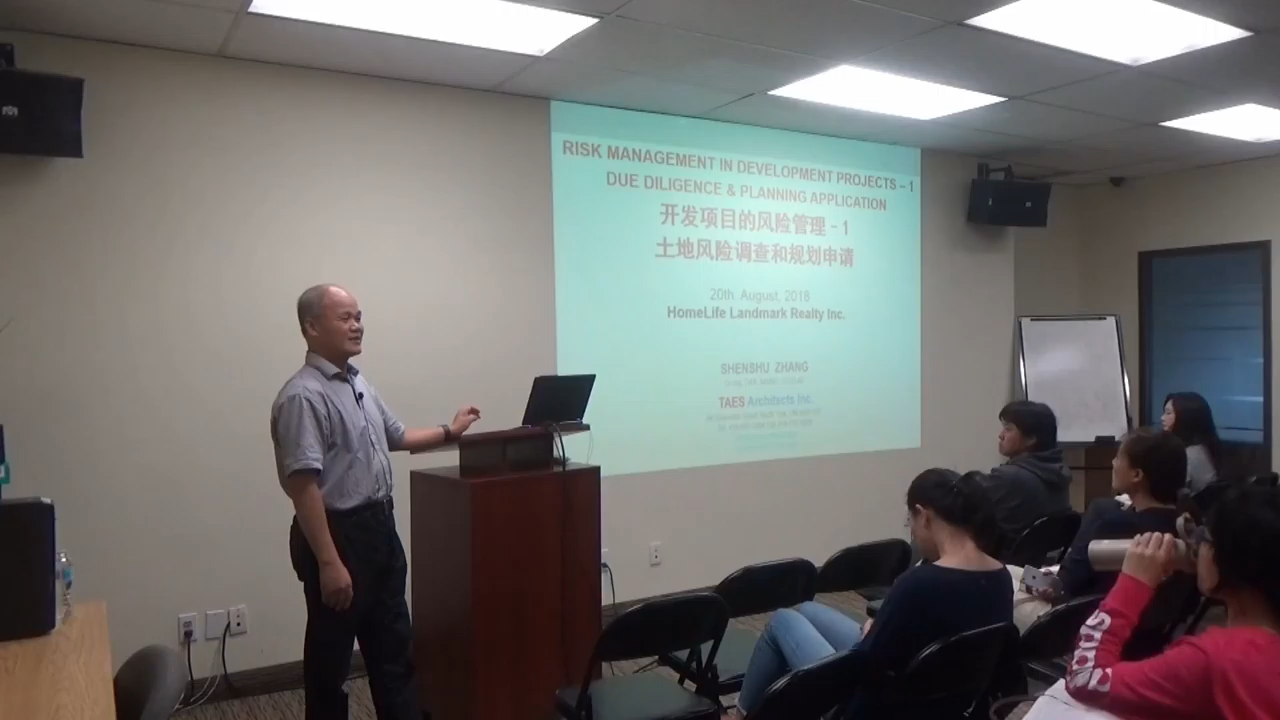 RISK MANAGEMENT IN DEVELOPMENT PROJECTS – 1
DUE DILIGENCE & PLANNING APPLICATION
开发项目的风险管理 – 1
土地风险调查和规划申请
20th. August, 2018
HomeLife Landmark Realty Inc.
SHENSHU ZHANG
TAES Architects Inc.